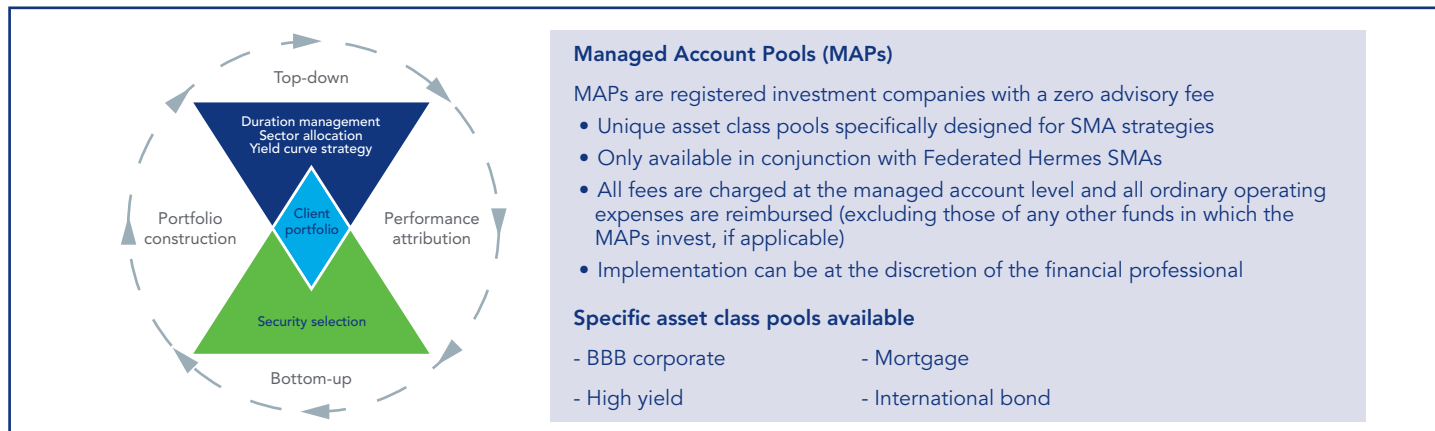 Top-down
Duration management
Sector allocation
Yield curve strategy
Portfolio
construction
Client
portfolio
Performance
attribution
Security selection
Bottom-up
Managed Account Pools (MAPs)
MAPs are registered investment companies with a zero advisory fee
• Unique asset class pools specifically designed for SMA strategies
• Only available in conjunction with Federated Hermes SMAs
• All fees are charged at the managed account level and all ordinary operating
expenses are reimbursed (excluding those of any other funds in which the
MAPs invest, if applicable)
• Implementation can be at the discretion of the financial professional
Specific asset class pools available
- BBB corporate - Mortgage
- High yield - International bond